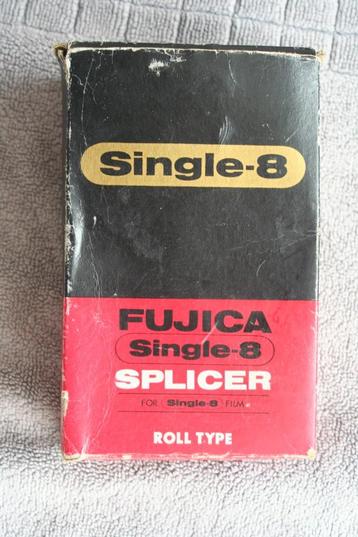 Single-8
FUJICA
Single-8
SPLICER
FOR Single-8 FILM
ROLL TYPE